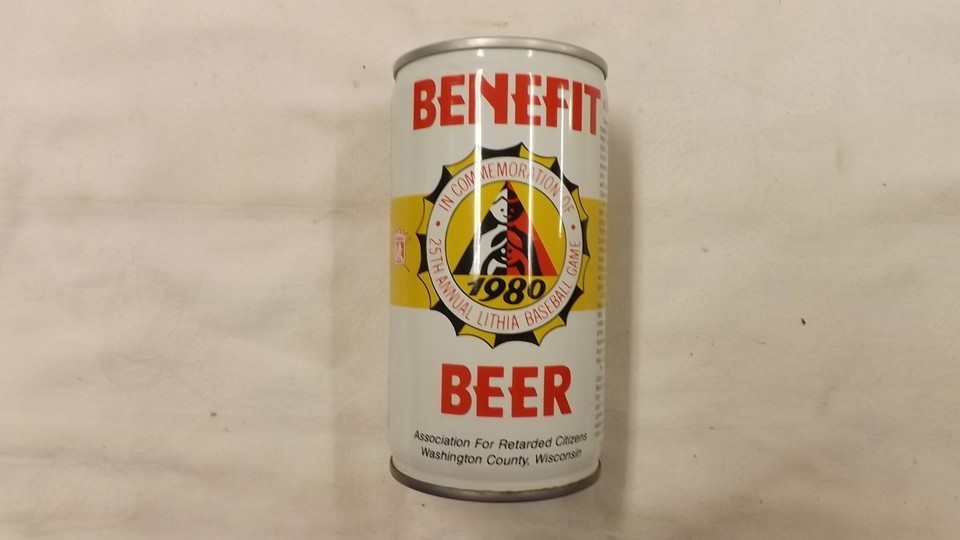 BENEFIT
IN COMMEMORATION OF
25TH ANNUAL LITHIA BASEBALL GAME
1980
BEER
Association For Retarded Citizens
Washington County, Wisconsin